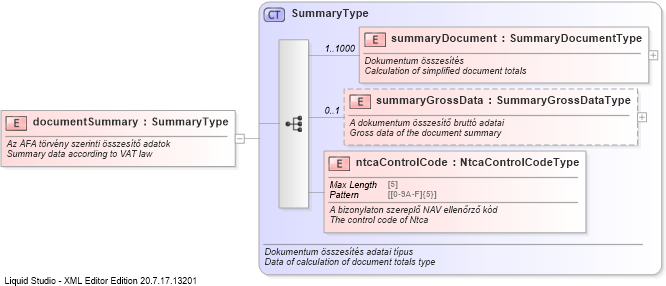 CT SummaryType
1..1000
E summaryDocument : SummaryDocumentType
Dokumentum összesítés
Calculation of simplified document totals
0..1
E summaryGrossData : SummaryGrossDataType
A dokumentum összesítő bruttó adatai
Gross data of the document summary
E documentSummary : SummaryType
Az ÁFA törvény szerinti összesítő adatok
Summary data according to VAT law
E ntcaControlCode : NtcaControlCodeType
Max Length [5]
Pattern [[0-9A-F]{5}]
A bizonylaton szereplő NAV ellenőrző kód
The control code of Ntca
Dokumentum összesítés adatai típus
Data of calculation of document totals type
Liquid Studio - XML Editor Edition 20.7.17.13201